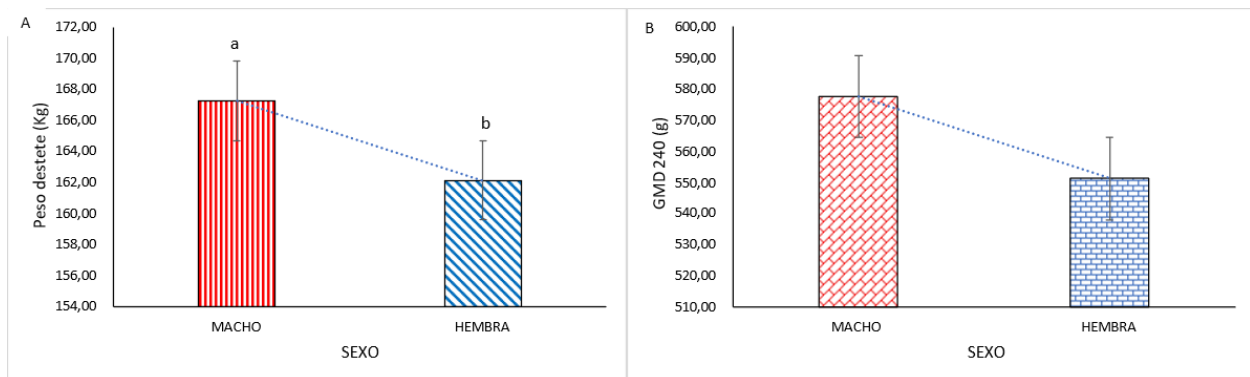 A
Peso destete (Kg)
172,00
170,00
168,00
166,00
164,00
162,00
160,00
158,00
156,00
154,00
a
b
MACHO
HEMBRA
SEXO
B
GMD 240 (g)
600,00
590,00
580,00
570,00
560,00
550,00
540,00
530,00
520,00
510,00
MACHO
HEMBRA
SEXO